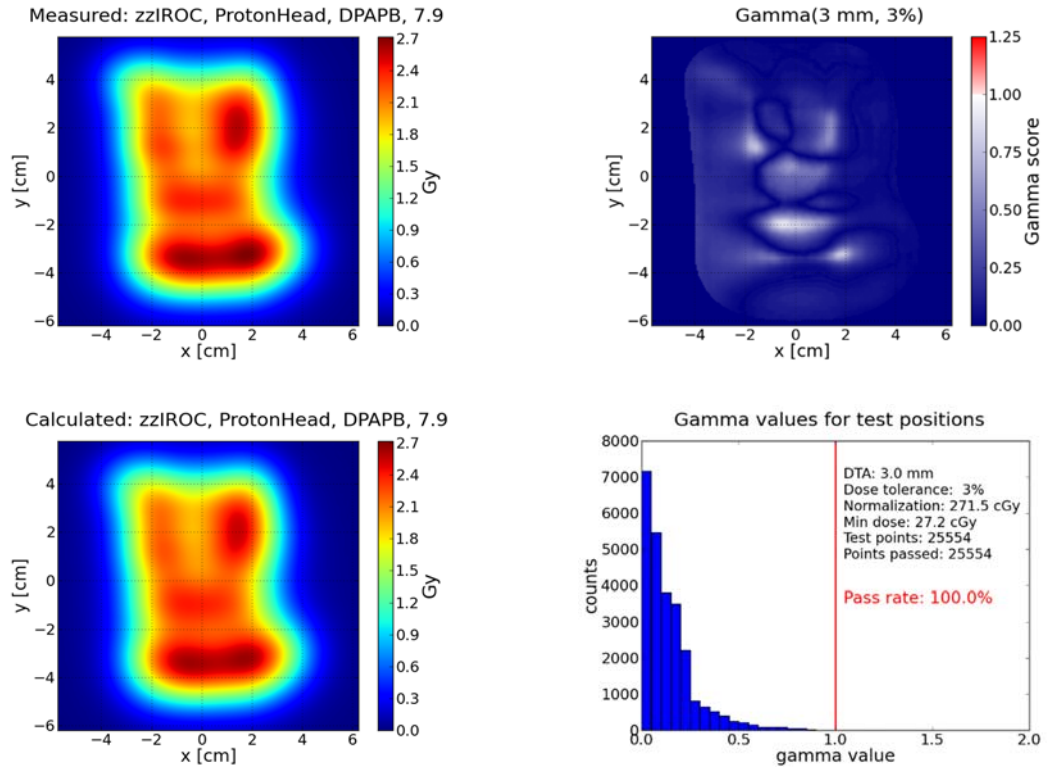 Measured: zzIROC, ProtonHead, DPAPB, 7.9
4
2
0
−2
−4
−6
y [cm]
−4 −2 0 2 4 6
x [cm]
2.7
2.4
2.1
1.8
1.5
1.2
0.9
0.6
0.3
0.0
Gy
Gamma(3 mm, 3%)
4
2
0
−2
−4
−6
y [cm]
−4 −2 0 2 4 6
x [cm]
1.25
1.00
0.75
0.50
0.25
0.00
Gamma score
Calculated: zzIROC, ProtonHead, DPAPB, 7.9
4
2
0
−2
−4
−6
y [cm]
−4 −2 0 2 4 6
x [cm]
2.7
2.4
2.1
1.8
1.5
1.2
0.9
0.6
0.3
0.0
Gy
Gamma values for test positions
8000
7000
6000
5000
4000
3000
2000
1000
0
counts
DTA: 3.0 mm
Dose tolerance: 3%
Normalization: 271.5 cGy
Min dose: 27.2 cGy
Test points: 25554
Points passed: 25554
Pass rate: 100.0%
0.0 0.5 1.0 1.5 2.0
gamma value